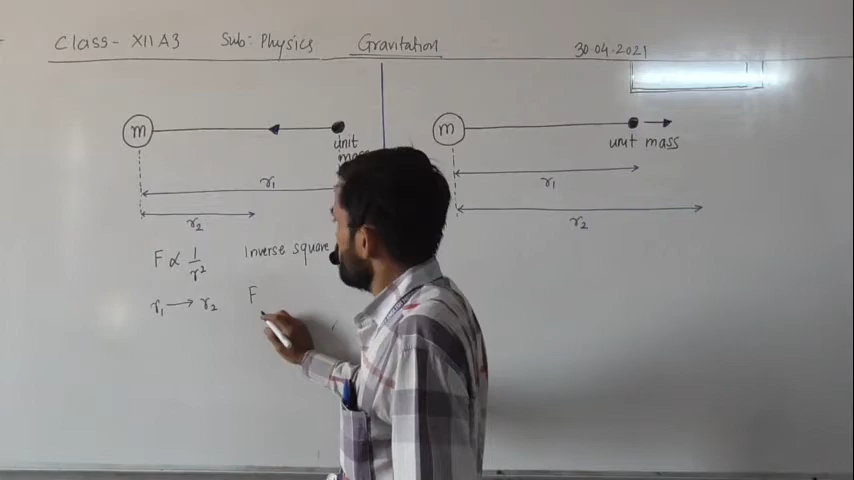 Class- XII A3 Sub: Physics Gravitation 30-04-2021
m
unit
mass
r₁
r₂
F ∝ 1/r²
Inverse square
r₁ → r₂
F
m
unit mass
r₁
r₂